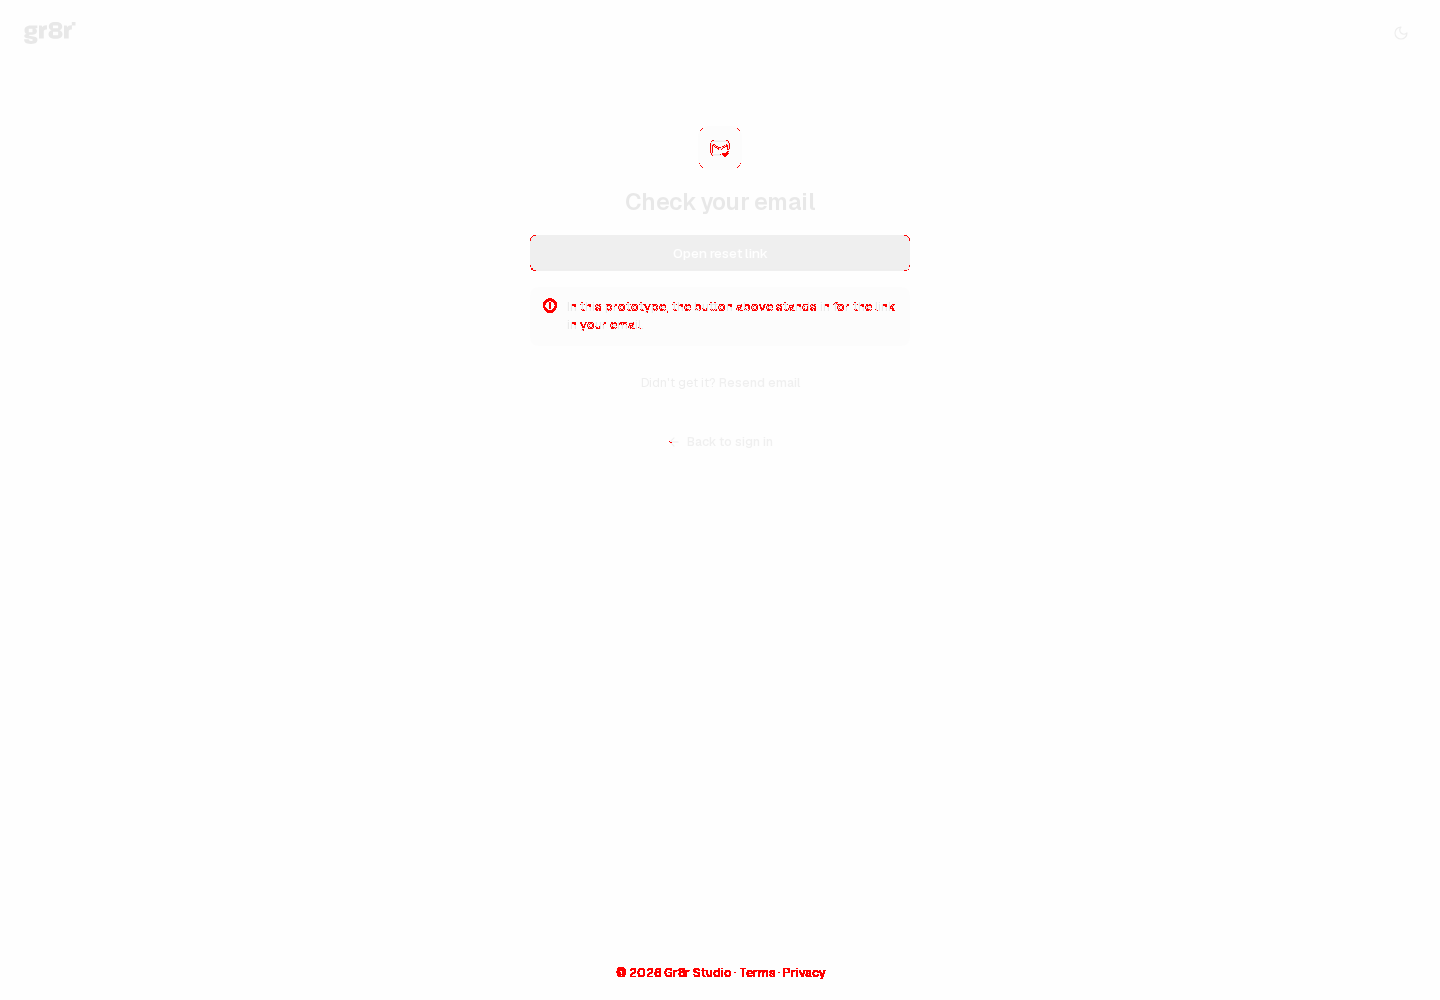 gr8r
Check your email
Open reset link
In this prototype, the button above stands in for the link
in your email.
Didn't get it? Resend email
Back to sign in
© 2026 Gr8r Studio · Terms · Privacy